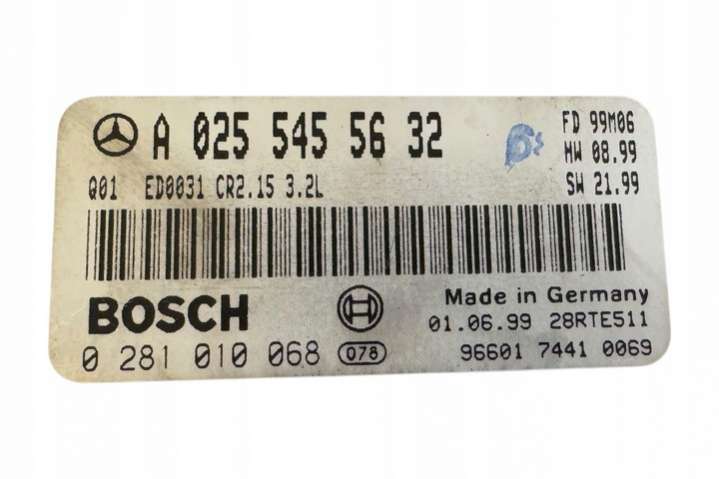 A 025 545 56 32
FD 99M06
HW 08.99
SW 21.99
Q01 ED0031 CR2.15 3.2L
BOSCH
Made in Germany
01.06.99 28RTE511
0 281 010 068 078
96601 7441 0069